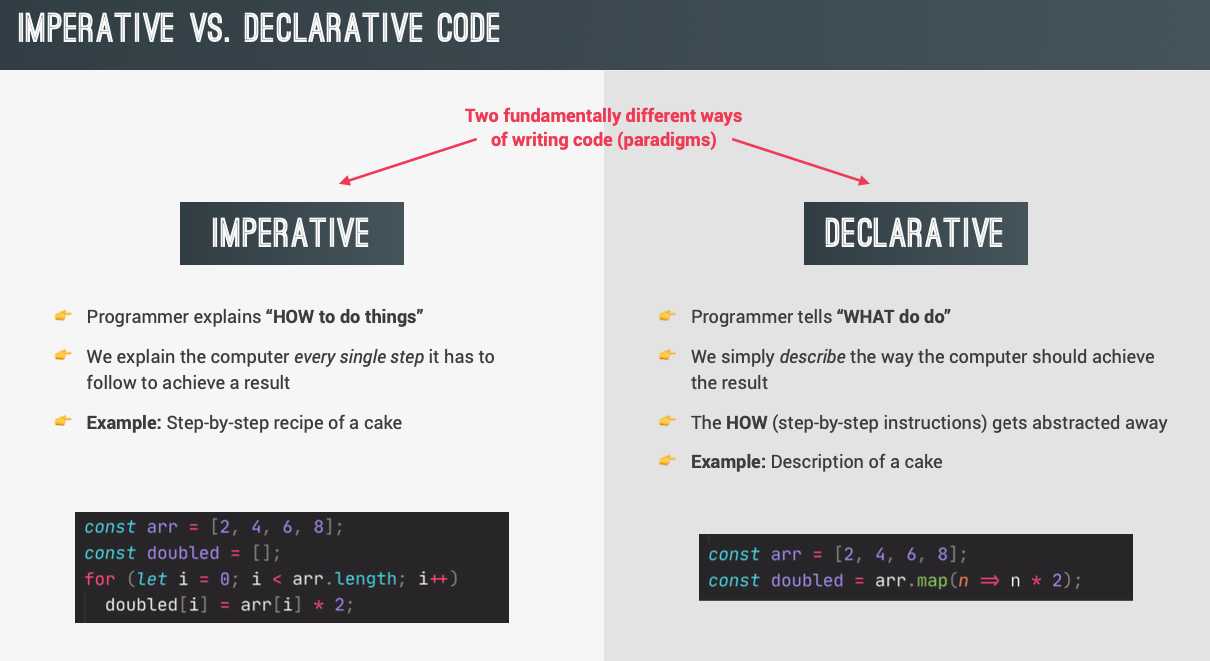 IMPERATIVE VS. DECLARATIVE CODE
Two fundamentally different ways
of writing code (paradigms)
IMPERATIVE
👉 Programmer explains “HOW to do things”
👉 We explain the computer every single step it has to
follow to achieve a result
👉 Example: Step-by-step recipe of a cake
const arr = [2, 4, 6, 8];
const doubled = [];
for (let i = 0; i < arr.length; i++)
  doubled[i] = arr[i] * 2;
DECLARATIVE
👉 Programmer tells “WHAT do do”
👉 We simply describe the way the computer should achieve
the result
👉 The HOW (step-by-step instructions) gets abstracted away
👉 Example: Description of a cake
const arr = [2, 4, 6, 8];
const doubled = arr.map(n => n * 2);